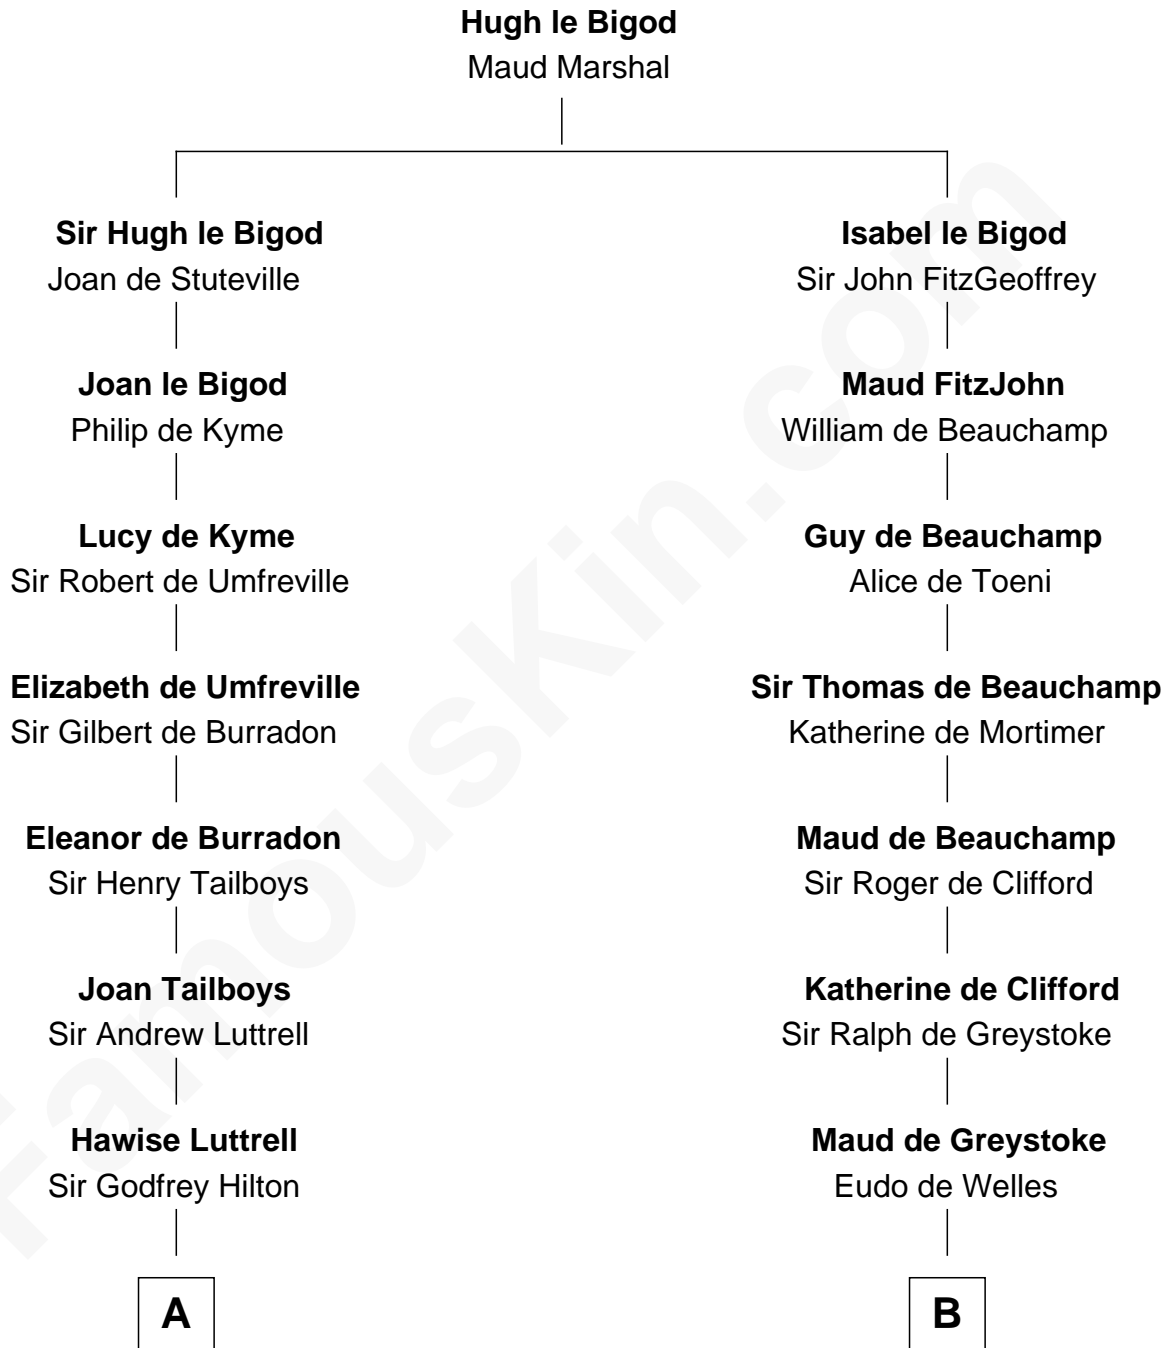 Hugh le Bigod
Maud Marshal
Sir Hugh le Bigod
Joan de Stuteville
Joan le Bigod
Philip de Kyme
Lucy de Kyme
Sir Robert de Umfreville
Elizabeth de Umfreville
Sir Gilbert de Burradon
Eleanor de Burradon
Sir Henry Tailboys
Joan Tailboys
Sir Andrew Luttrell
Hawise Luttrell
Sir Godfrey Hilton
A
Isabel le Bigod
Sir John FitzGeoffrey
Maud FitzJohn
William de Beauchamp
Guy de Beauchamp
Alice de Toeni
Sir Thomas de Beauchamp
Katherine de Mortimer
Maud de Beauchamp
Sir Roger de Clifford
Katherine de Clifford
Sir Ralph de Greystoke
Maud de Greystoke
Eudo de Welles
B
FamousKin.com